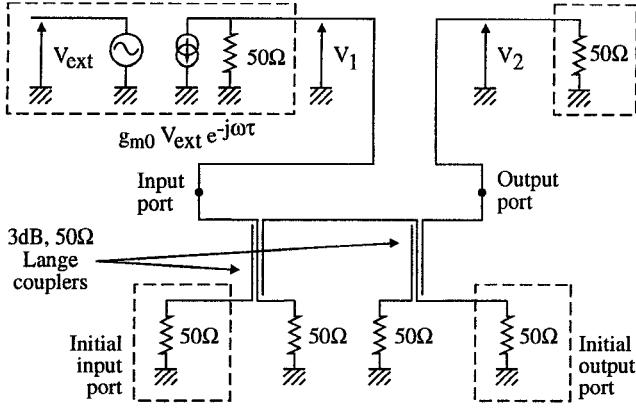 V_ext
50Ω
V_1
V_2
50Ω
g_m0 V_ext e^-jωτ
Input
port
Output
port
3dB, 50Ω
Lange
couplers
50Ω
50Ω
50Ω
50Ω
Initial
input
port
Initial
output
port